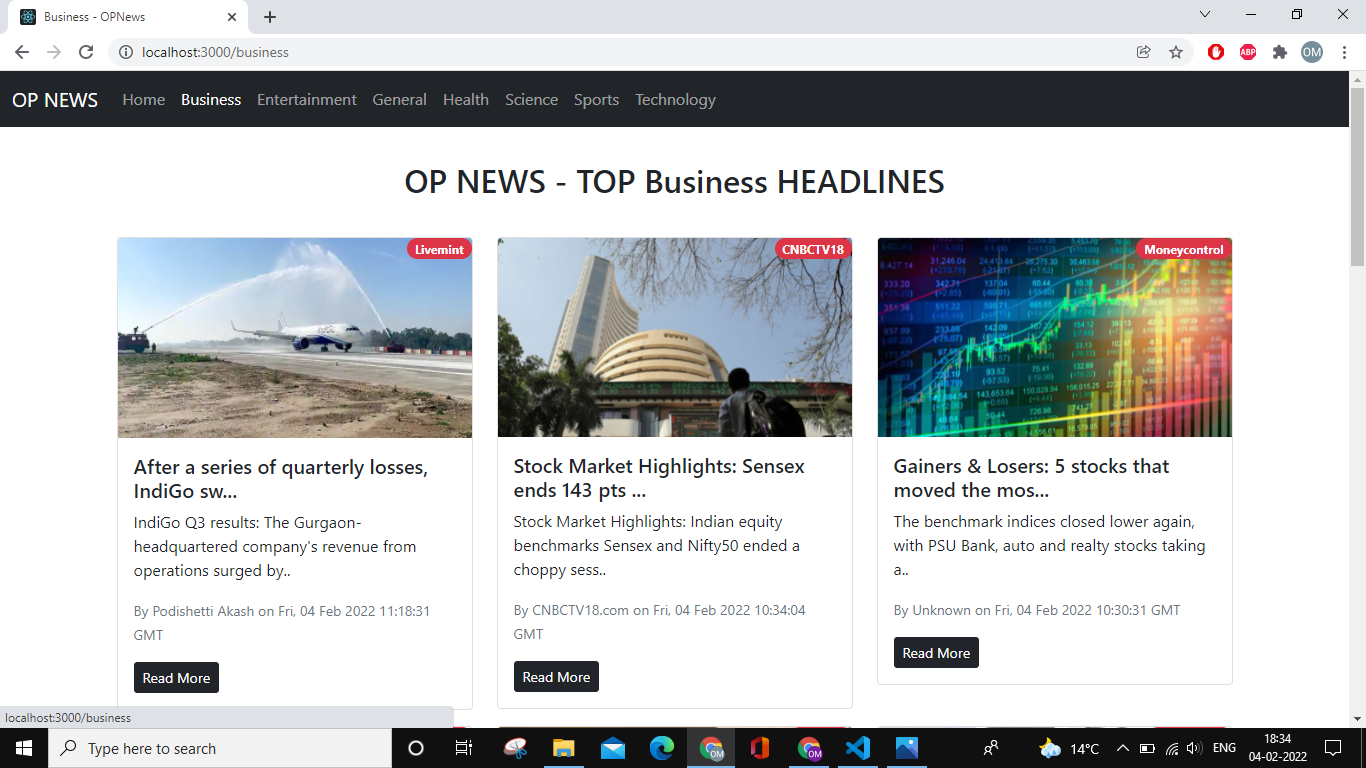 Business - OPNews
localhost:3000/business
ABP
OM
OP NEWS Home Business Entertainment General Health Science Sports Technology
OP NEWS - TOP Business HEADLINES
Livemint
After a series of quarterly losses,
IndiGo sw...
IndiGo Q3 results: The Gurgaon-
headquartered company's revenue from
operations surged by..
By Podishetti Akash on Fri, 04 Feb 2022 11:18:31
GMT
Read More
CNBCTV18
Stock Market Highlights: Sensex
ends 143 pts ...
Stock Market Highlights: Indian equity
benchmarks Sensex and Nifty50 ended a
choppy sess..
By CNBCTV18.com on Fri, 04 Feb 2022 10:34:04
GMT
Read More
Moneycontrol
Gainers & Losers: 5 stocks that
moved the mos...
The benchmark indices closed lower again,
with PSU Bank, auto and realty stocks taking
a..
By Unknown on Fri, 04 Feb 2022 10:30:31 GMT
Read More
localhost:3000/business
Type here to search
OM
OM
14°C
ENG
18:34
04-02-2022